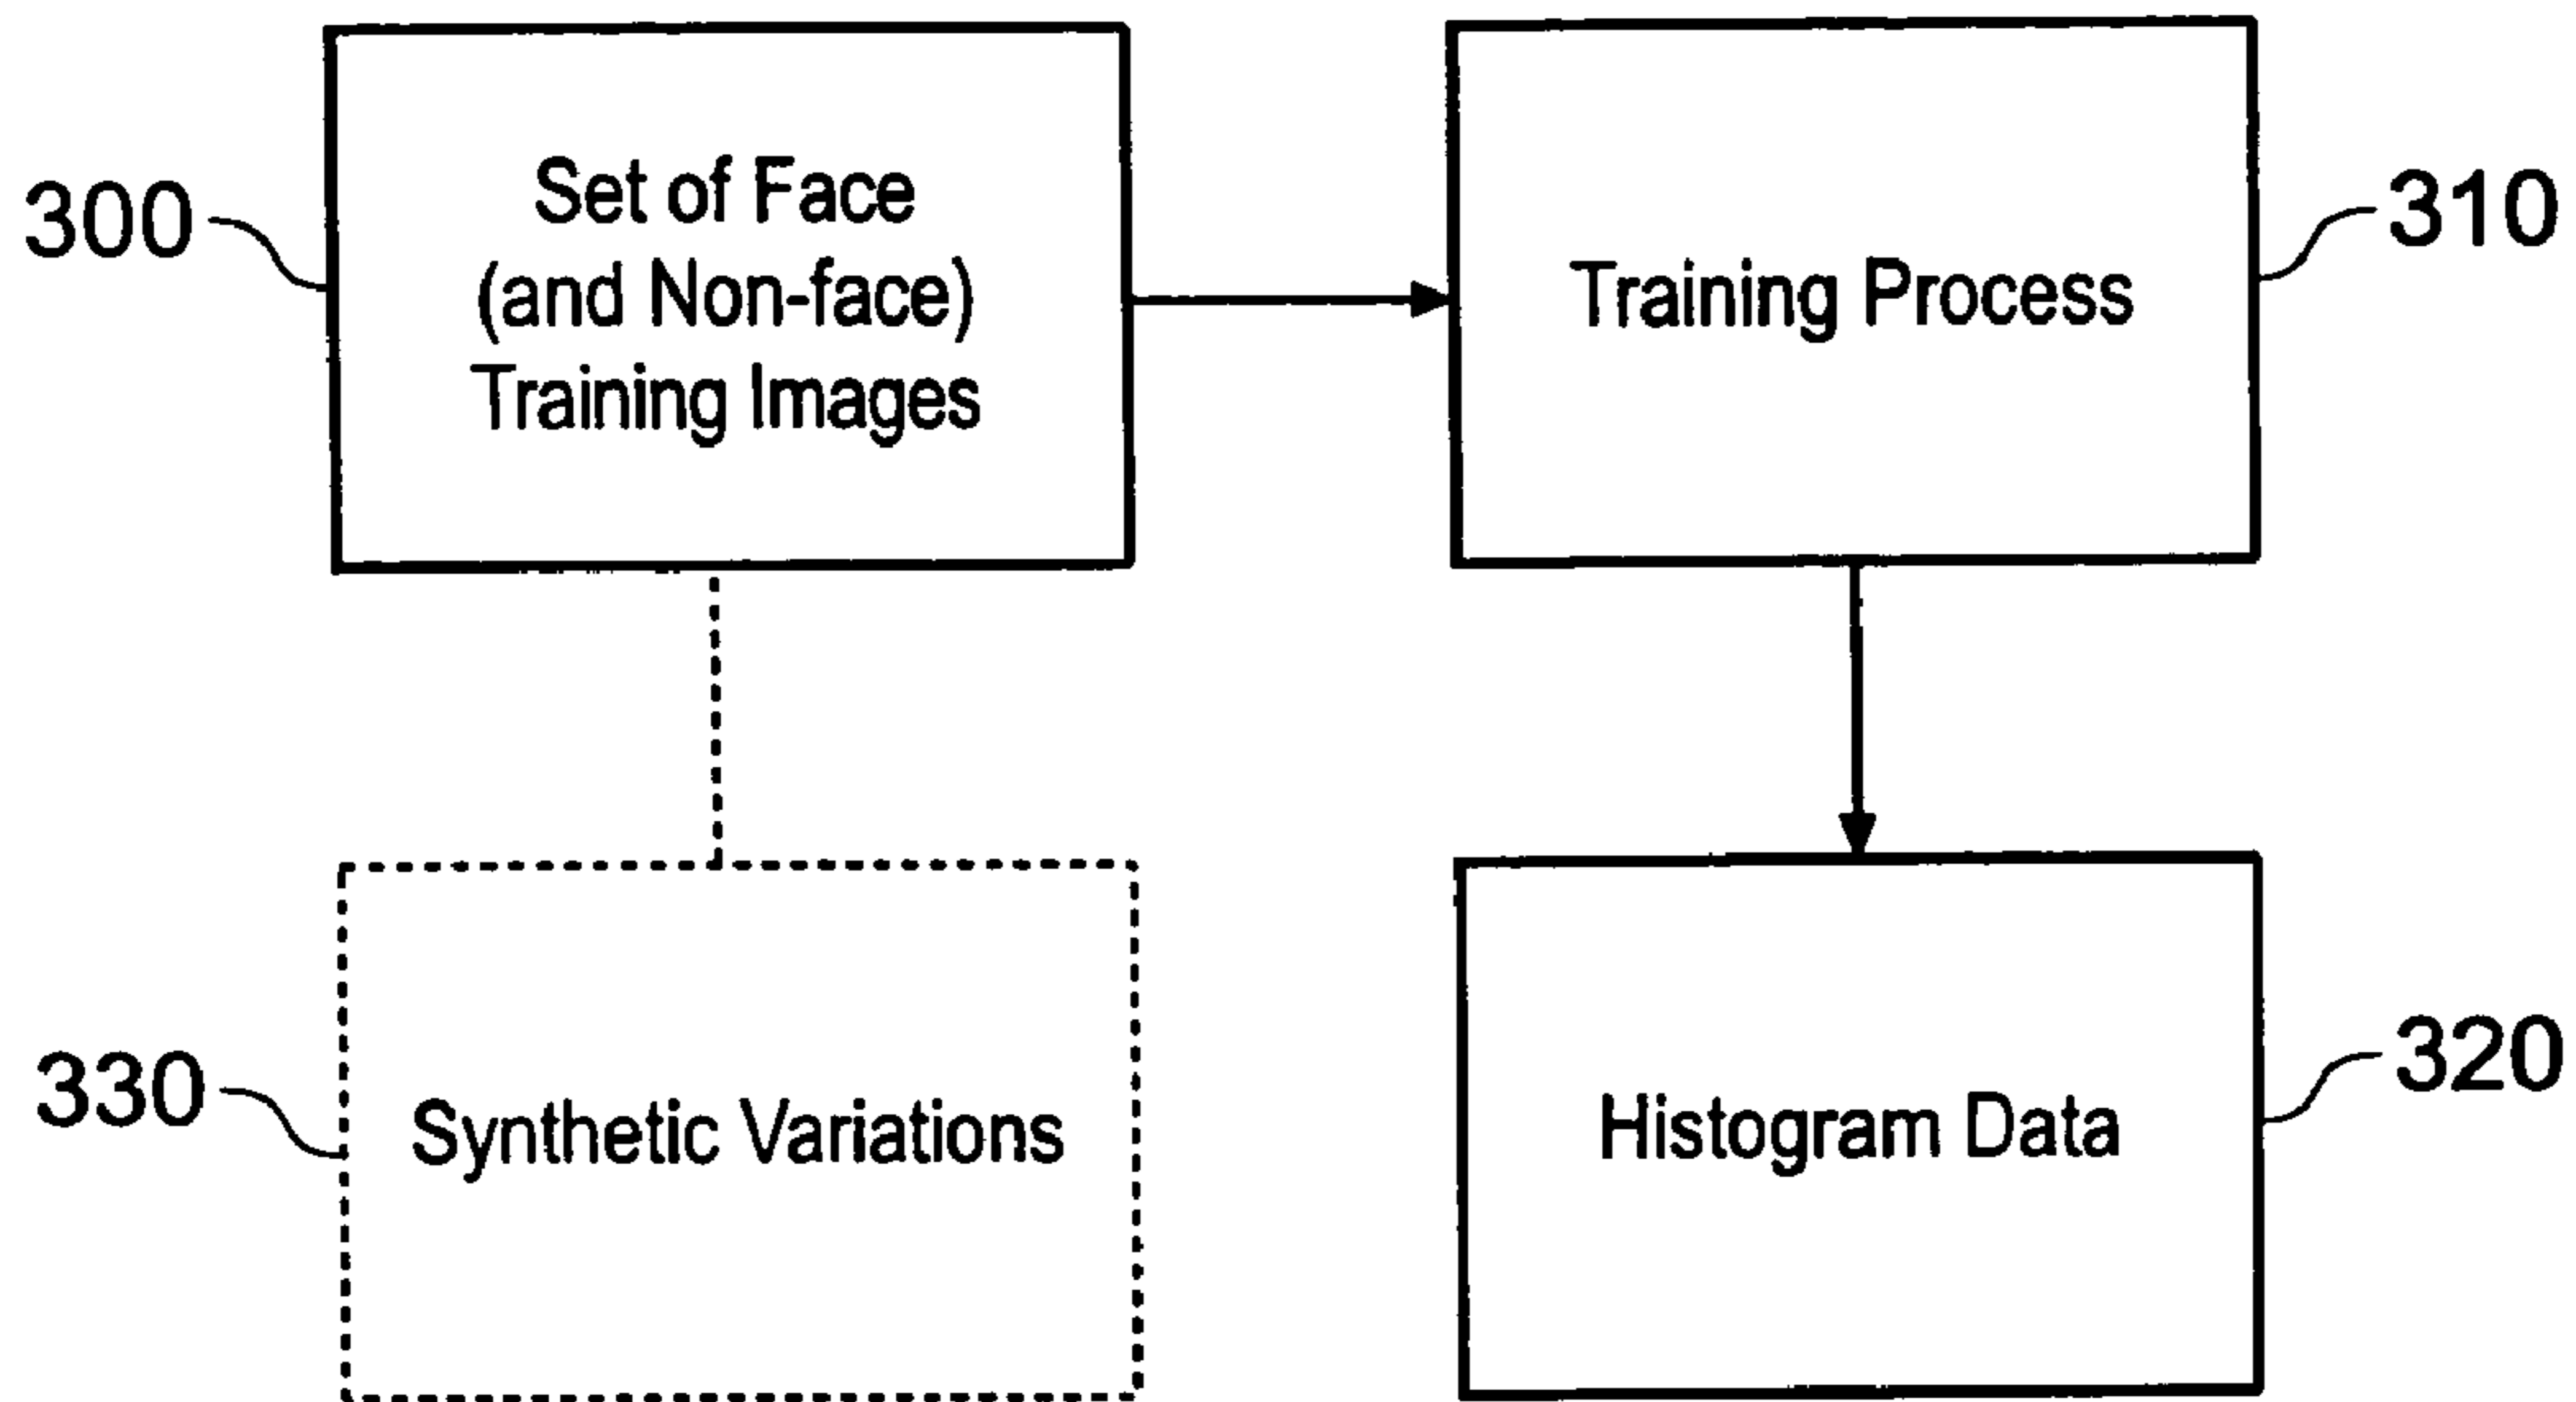 300
Set of Face
(and Non-face)
Training Images
Training Process
310
330
Synthetic Variations
Histogram Data
320